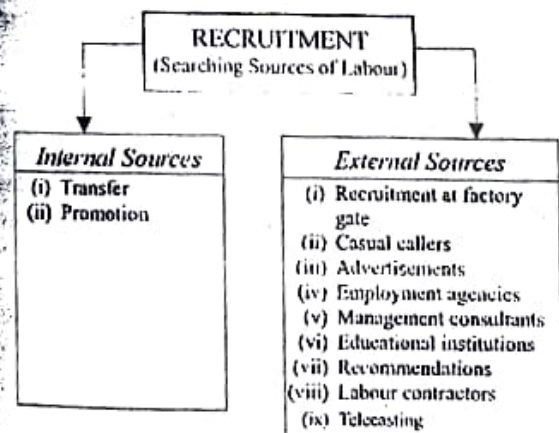 RECRUITMENT
(Searching Sources of Labour)
Internal Sources
(i) Transfer
(ii) Promotion
External Sources
(i) Recruitment at factory
gate
(ii) Casual callers
(iii) Advertisements
(iv) Employment agencies
(v) Management consultants
(vi) Educational institutions
(vii) Recommendations
(viii) Labour contractors
(ix) Telecasting